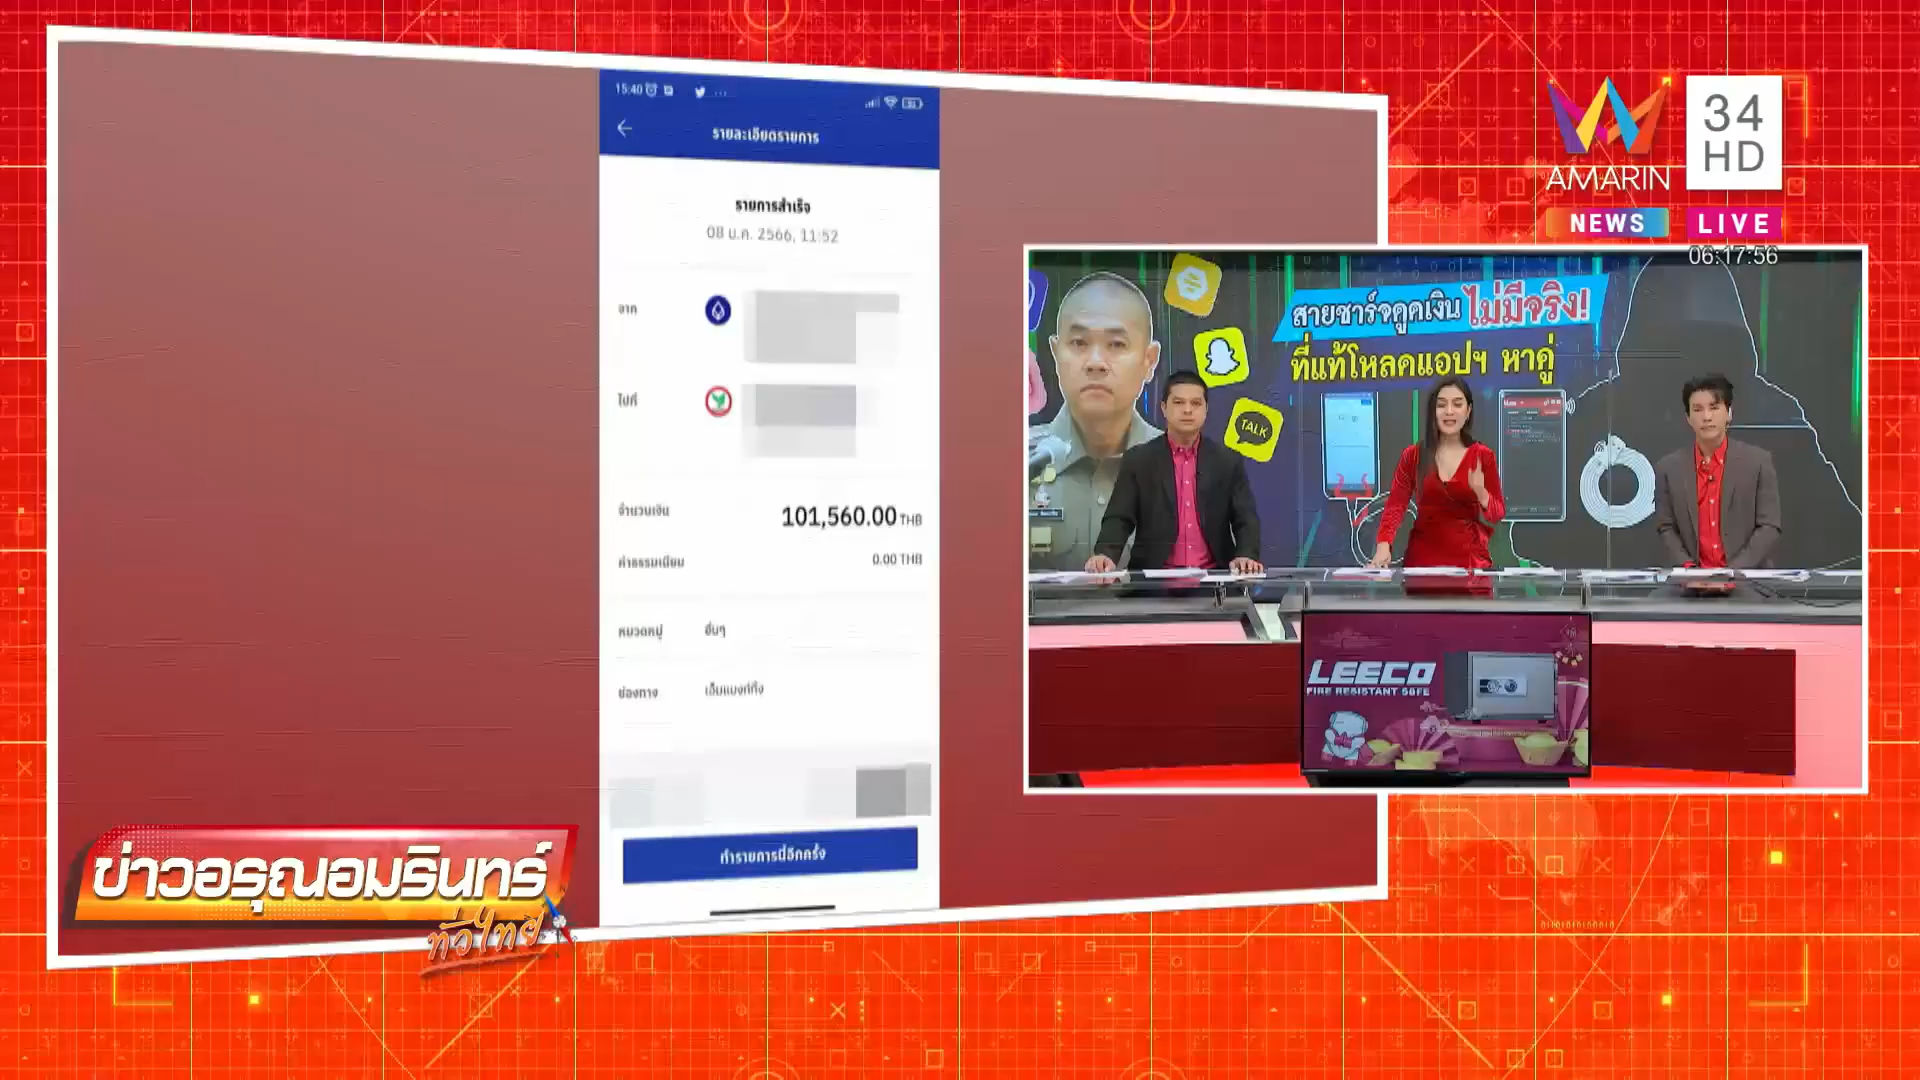 15:40
รายละเอียดรายการ
รายการสำเร็จ
08 ม.ค. 2566, 11:52
จาก
ไปที่
จำนวนเงิน
101,560.00 THB
ค่าธรรมเนียม
0.00 THB
หมวดหมู่
อื่นๆ
ช่องทาง
เอ็มแบงก์กิ้ง
ทำรายการนี้อีกครั้ง
ข่าวอรุณอมรินทร์
ทั่วไทย
AMARIN
34
HD
NEWS
LIVE
06:17:56
สายชาร์จดูดเงิน ไม่มีจริง!
ที่แท้โหลดแอปฯ หาคู่
TALK
LEECO
FIRE RESISTANT SAFE